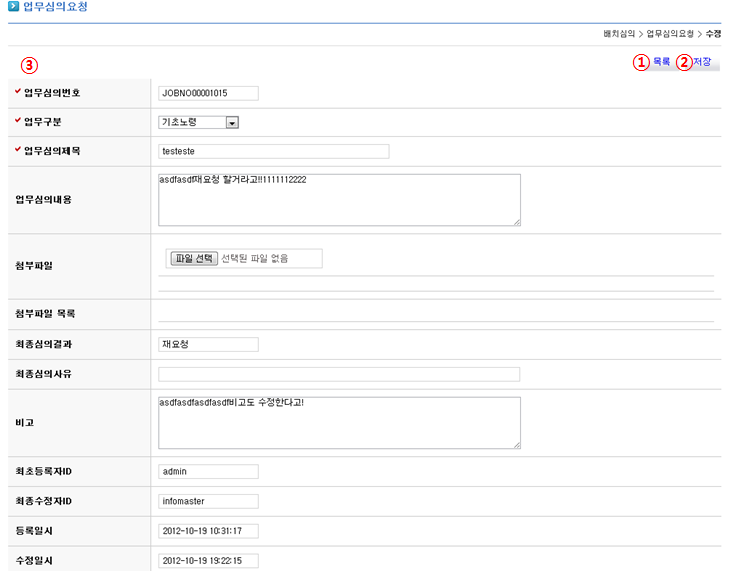 업무심의요청
배치심의 > 업무심의요청 > 수정
① 목록 ② 저장
③
업무심의번호 JOBNO00001015
업무구분 기초노령
업무심의제목 testeste
업무심의내용 asdfasdf재요청 할거라고!!1111112222
첨부파일 파일 선택 선택된 파일 없음
첨부파일 목록
최종심의결과 재요청
최종심의사유
비고 asdfasdfasdfasdf비고도 수정한다고!
최초등록자ID admin
최종수정자ID infomaster
등록일시 2012-10-19 10:31:17
수정일시 2012-10-19 19:22:15